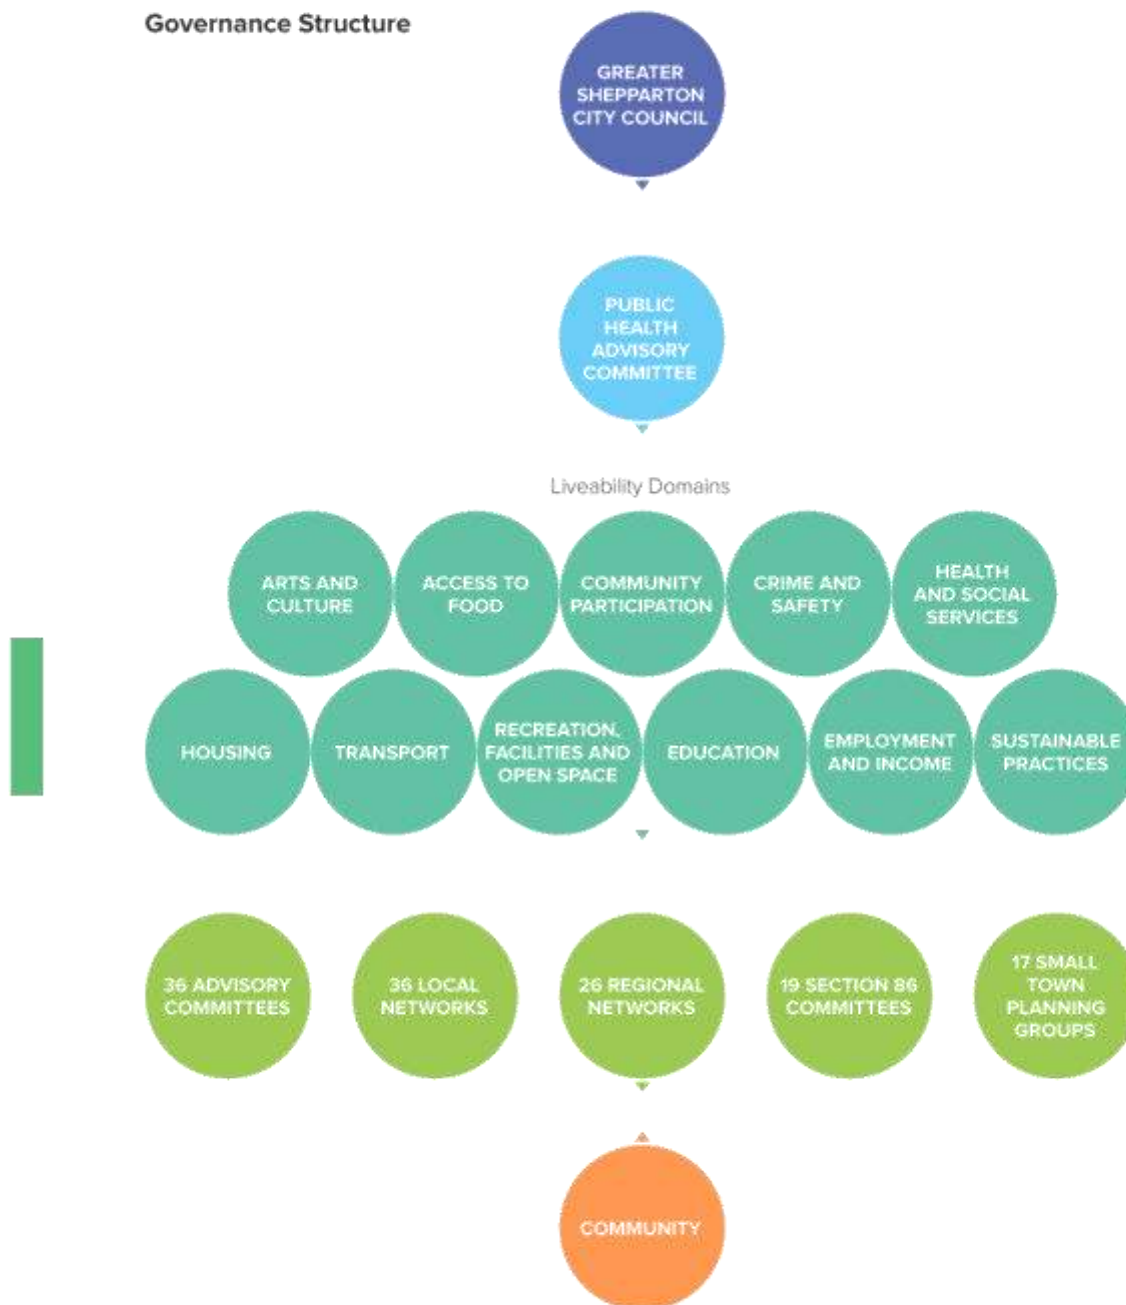 Governance Structure
GREATER
SHEPPARTON
CITY COUNCIL
PUBLIC
HEALTH
ADVISORY
COMMITTEE
Liveability Domains
ARTS AND
CULTURE
ACCESS TO
FOOD
COMMUNITY
PARTICIPATION
CRIME AND
SAFETY
HEALTH
AND SOCIAL
SERVICES
HOUSING
TRANSPORT
RECREATION,
FACILITIES AND
OPEN SPACE
EDUCATION
EMPLOYMENT
AND INCOME
SUSTAINABLE
PRACTICES
36 ADVISORY
COMMITTEES
36 LOCAL
NETWORKS
26 REGIONAL
NETWORKS
19 SECTION 86
COMMITTEES
17 SMALL
TOWN
PLANNING
GROUPS
COMMUNITY